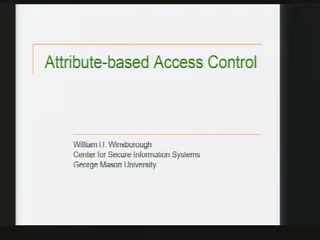 Attribute-based Access Control
William H. Winsborough
Center for Secure Information Systems
George Mason University